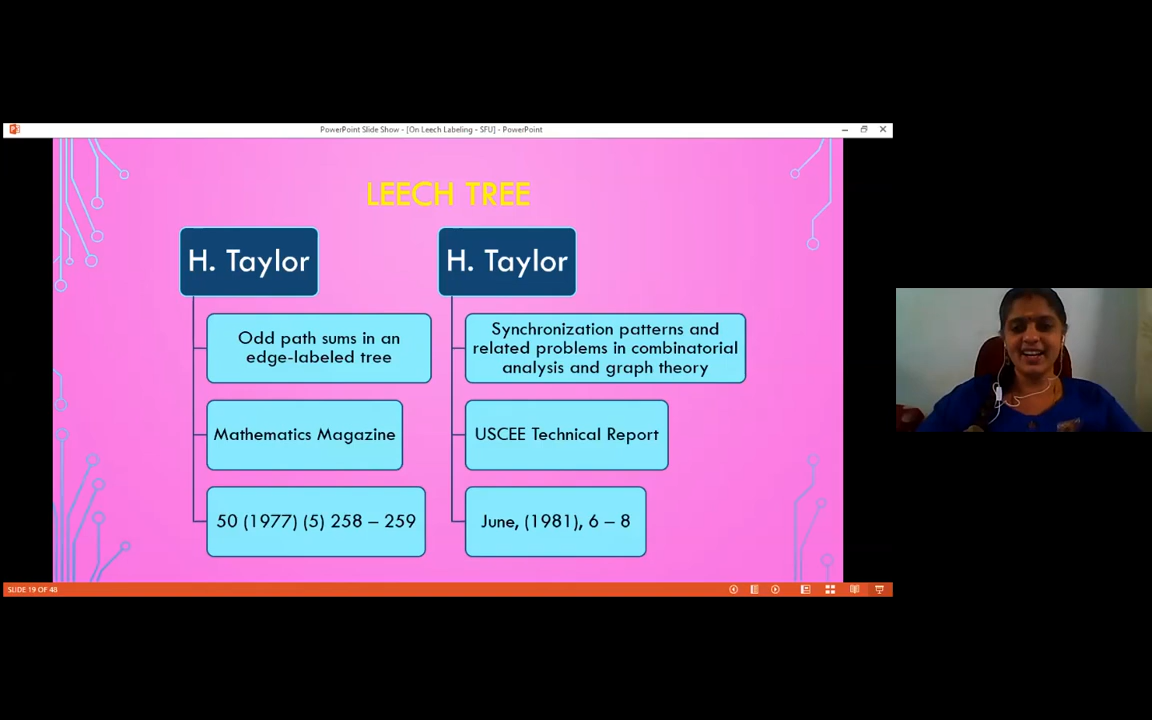 PowerPoint Slide Show - [On Leech Labeling - SFU] - PowerPoint
LEECH TREE
H. Taylor
Odd path sums in an
edge-labeled tree
Mathematics Magazine
50 (1977) (5) 258 – 259
H. Taylor
Synchronization patterns and
related problems in combinatorial
analysis and graph theory
USCEE Technical Report
June, (1981), 6 – 8
SLIDE 19 OF 48